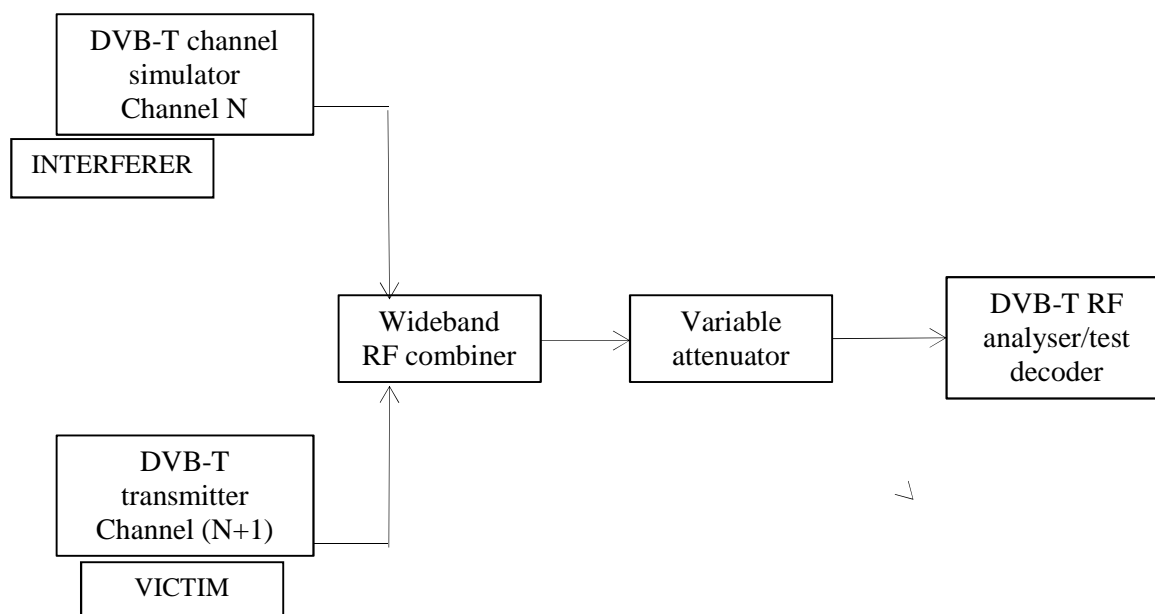 DVB-T channel
simulator
Channel N
INTERFERER
Wideband
RF combiner
Variable
attenuator
DVB-T RF
analyser/test
decoder
DVB-T
transmitter
Channel (N+1)
VICTIM